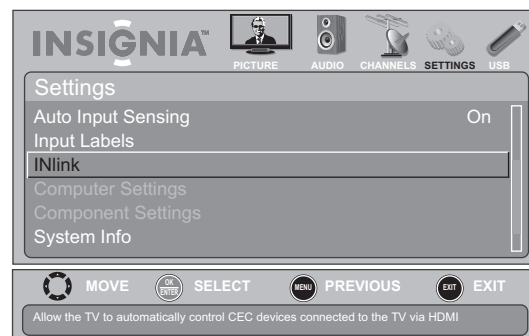 INSIGNIA™
PICTURE AUDIO CHANNELS SETTINGS USB
Settings
Auto Input Sensing On
Input Labels
INlink
Computer Settings
Component Settings
System Info
MOVE OK ENTER SELECT MENU PREVIOUS EXIT EXIT
Allow the TV to automatically control CEC devices connected to the TV via HDMI